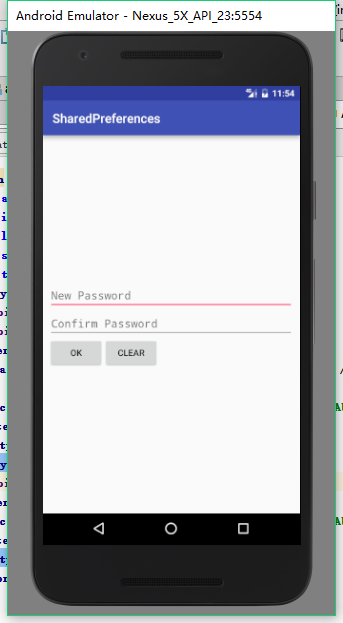 Android Emulator - Nexus_5X_API_23:5554
11:54
SharedPreferences
New Password
Confirm Password
OK CLEAR